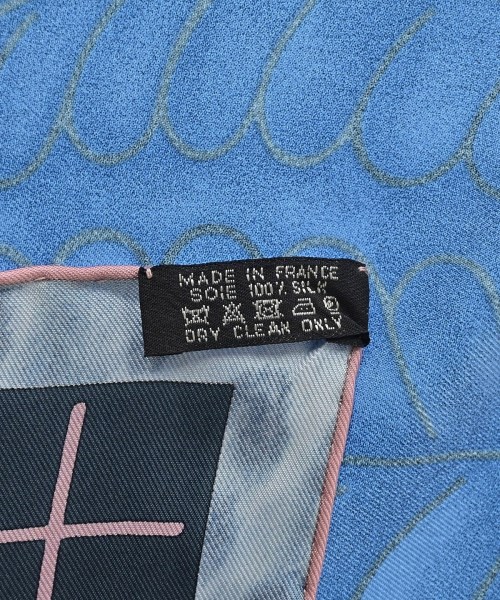 MADE IN FRANCE
SOIE 100% SILK
DRY CLEAN ONLY